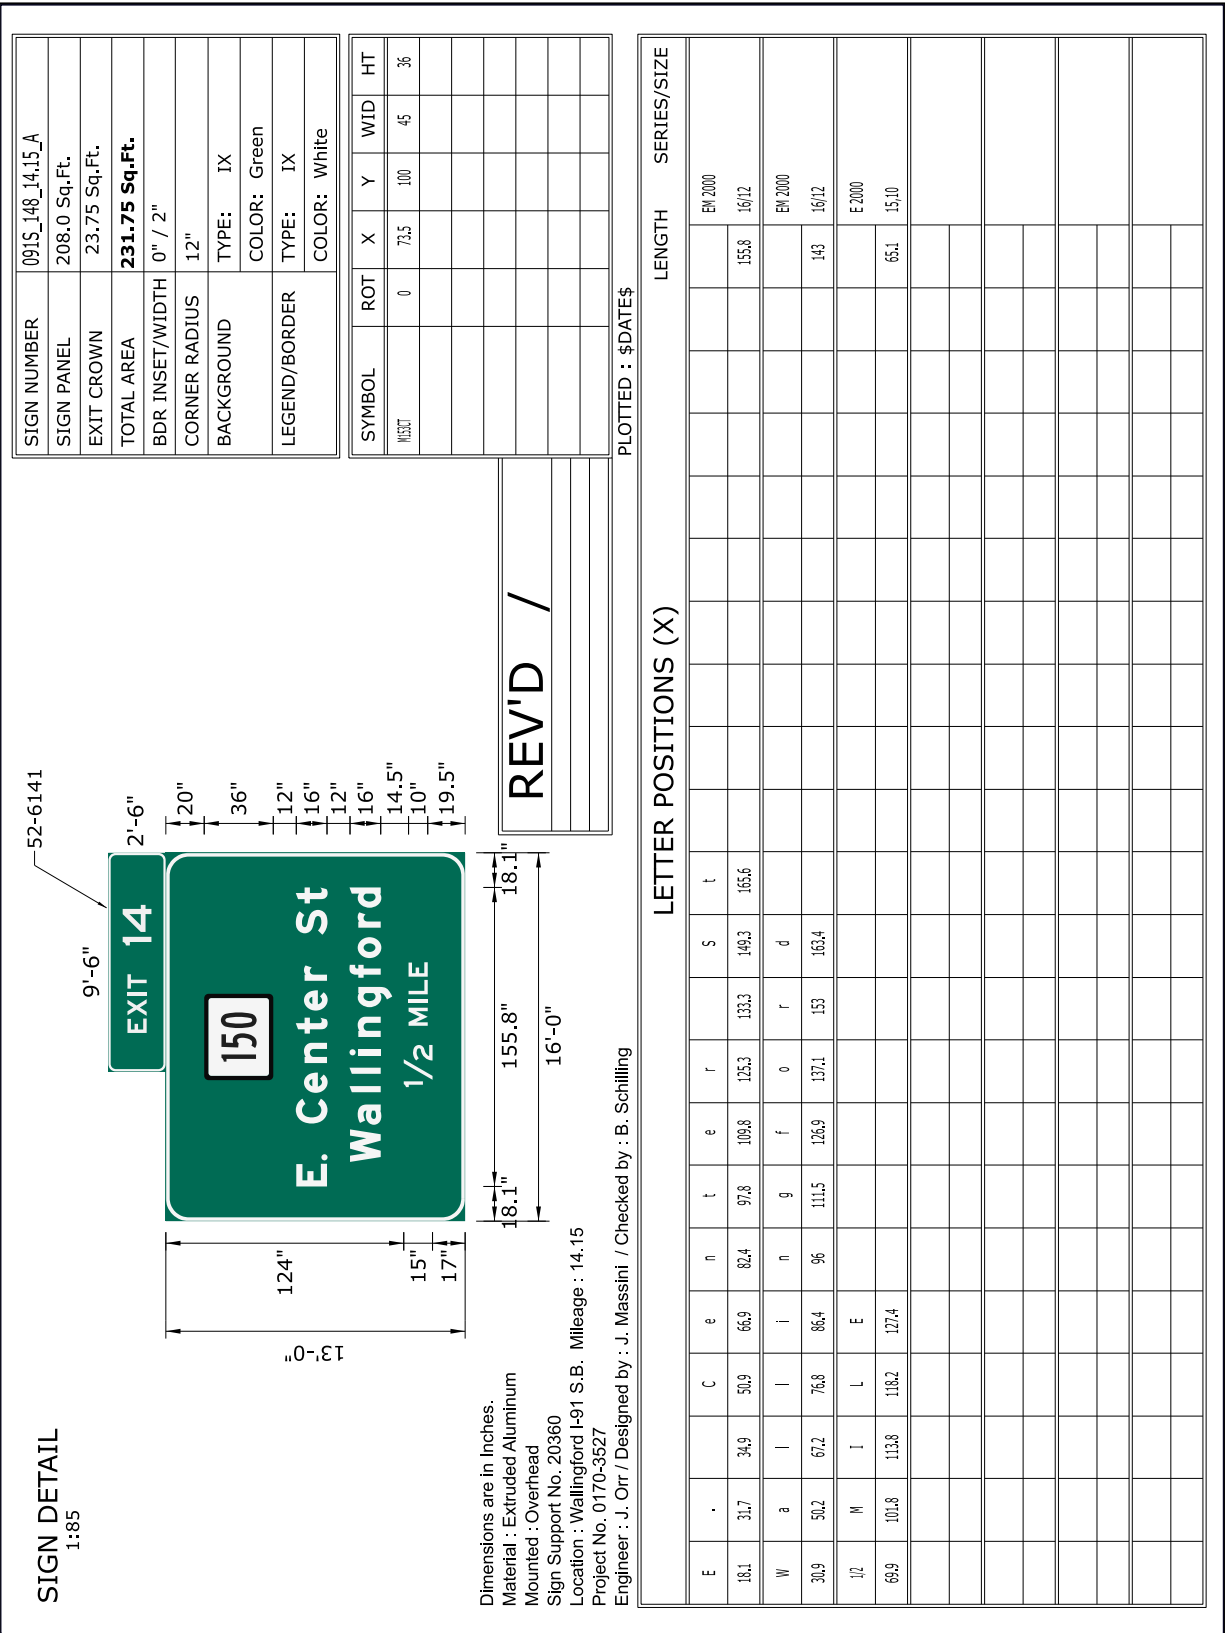 SIGN DETAIL
1:85
52-6141
9'-6"
2'-6"
EXIT 14
150
E. Center St
Wallingford
1/2 MILE
20"
36"
12"
16"
12"
16"
14.5"
10"
19.5"
124"
15"
17"
13'-0"
18.1" 155.8" 18.1"
16'-0"
SIGN NUMBER 091S_148_14.15_A
SIGN PANEL 208.0 Sq.Ft.
EXIT CROWN 23.75 Sq.Ft.
TOTAL AREA 231.75 Sq.Ft.
BDR INSET/WIDTH 0" / 2"
CORNER RADIUS 12"
BACKGROUND TYPE: IX
COLOR: Green
LEGEND/BORDER TYPE: IX
COLOR: White
SYMBOL ROT X Y WID HT
M153CT 0 73.5 100 45 36
REV'D /
Dimensions are in Inches.
Material : Extruded Aluminum
Mounted : Overhead
Sign Support No. 20360
Location : Wallingford I-91 S.B. Mileage : 14.15
Project No. 0170-3527
Engineer : J. Orr / Designed by : J. Massini / Checked by : B. Schilling
PLOTTED : $DATE$
LETTER POSITIONS (X) LENGTH SERIES/SIZE
E . C e n t e r S t EM 2000
18.1 31.7 34.9 50.9 66.9 82.4 97.8 109.8 125.3 133.3 149.3 165.6 155.8 16/12
W a l l i n g f o r d EM 2000
30.9 50.2 67.2 76.8 86.4 96 111.5 126.9 137.1 153 163.4 143 16/12
1/2 M I L E E 2000
69.9 101.8 113.8 118.2 127.4 65.1 15,10